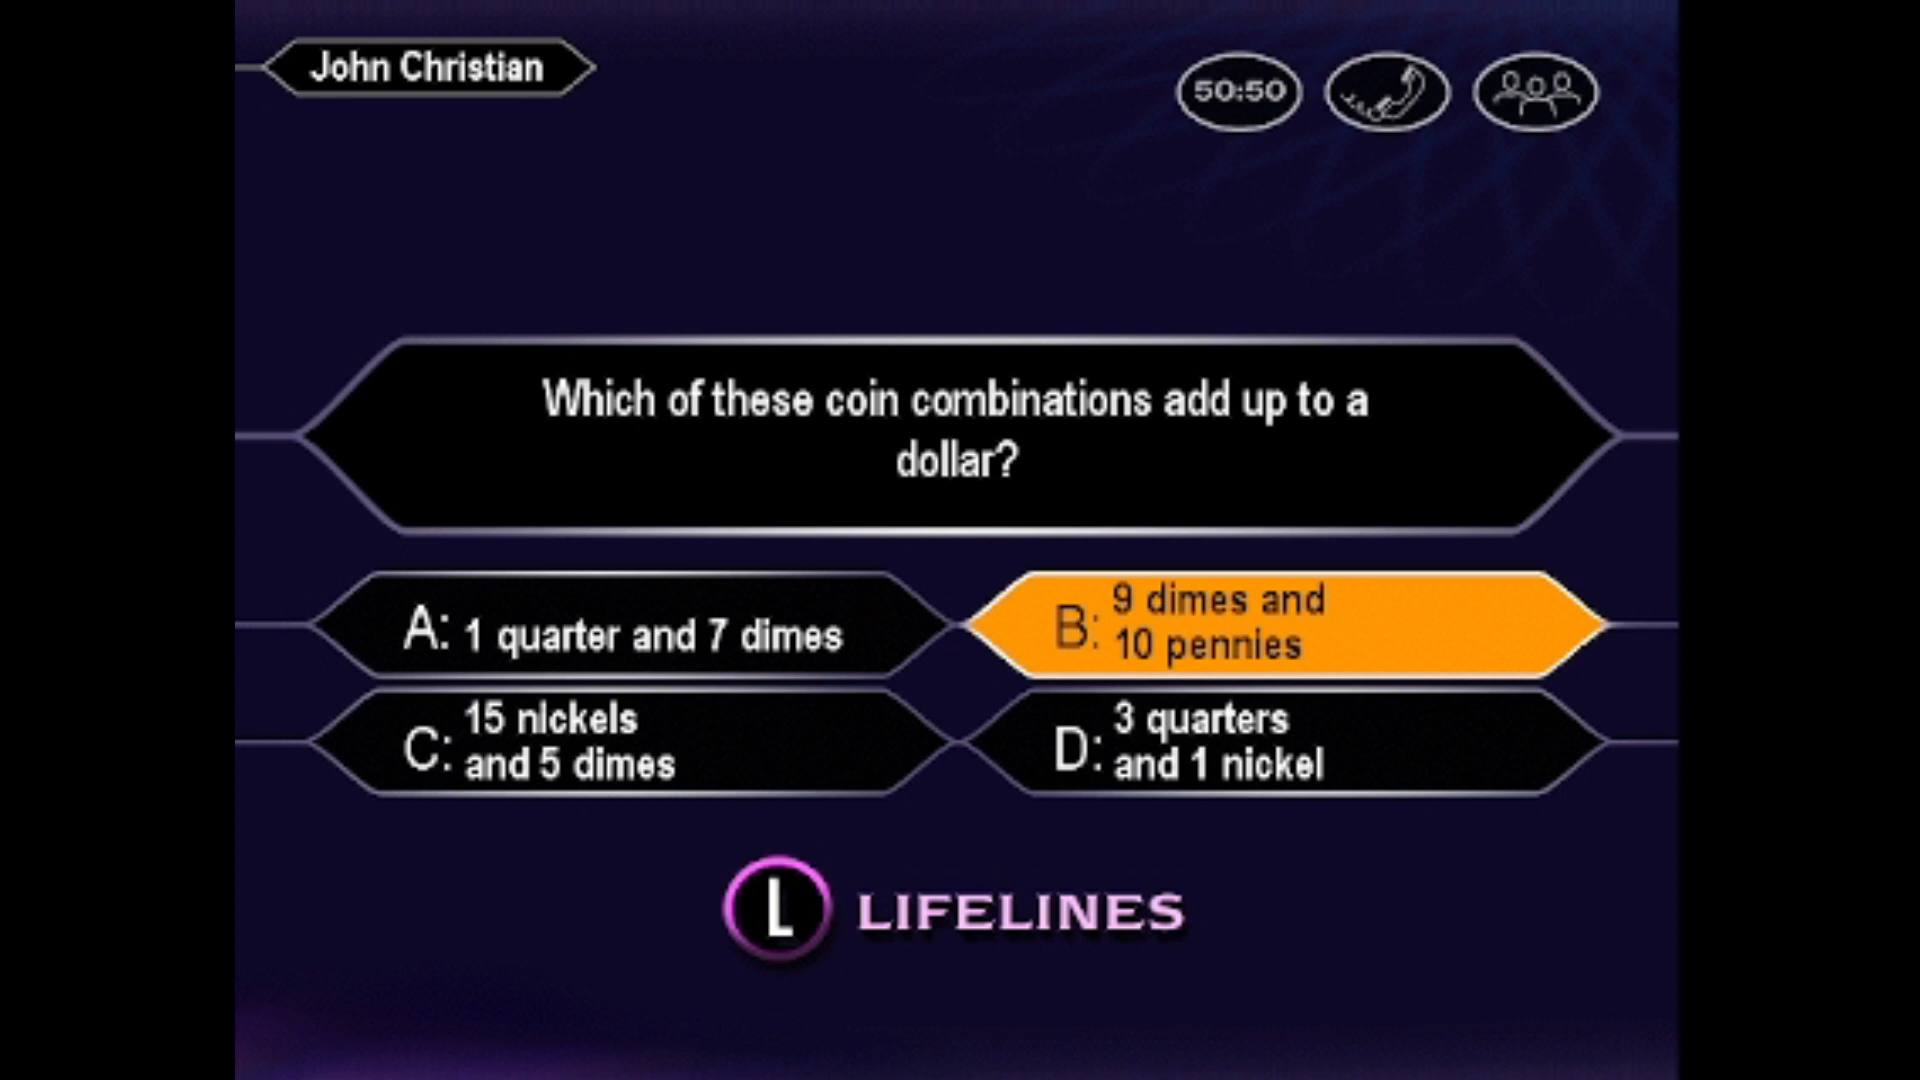 John Christian
50:50
Which of these coin combinations add up to a
dollar?
A: 1 quarter and 7 dimes
B: 9 dimes and
10 pennies
C: 15 nickels
and 5 dimes
D: 3 quarters
and 1 nickel
L LIFELINES